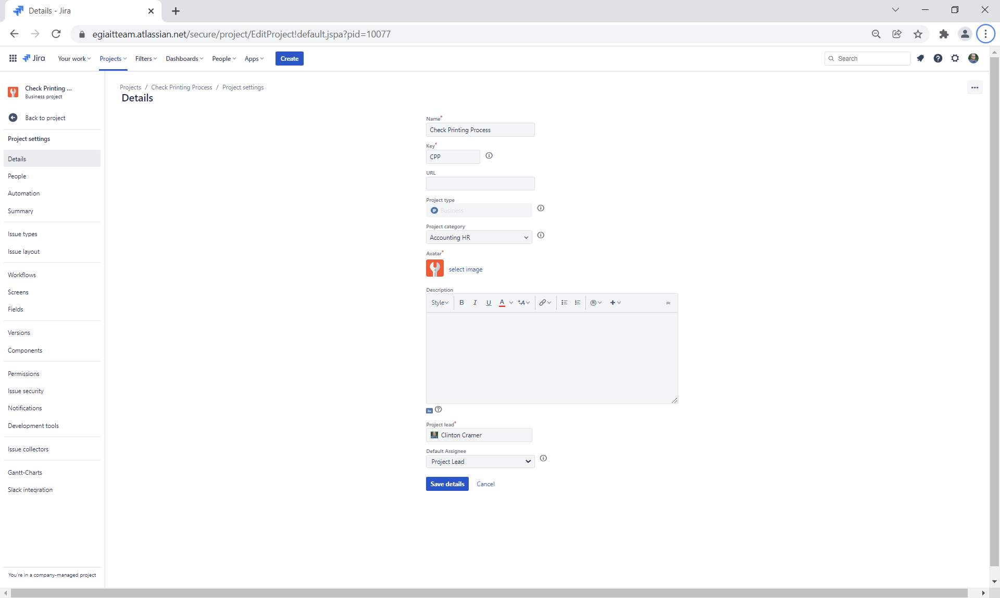 Details - Jira
egiaitteam.atlassian.net/secure/project/EditProject!default.jspa?pid=10077
Jira
Your work
Projects
Filters
Dashboards
People
Apps
Create
Search
Check Printing ...
Business project
Back to project
Project settings
Details
People
Automation
Summary
Issue types
Issue layout
Workflows
Screens
Fields
Versions
Components
Permissions
Issue security
Notifications
Development tools
Issue collectors
Gantt-Charts
Slack integration
You're in a company-managed project
Projects / Check Printing Process / Project settings
Details
Name*
Check Printing Process
Key*
CPP
URL
Project type
Business
Project category
Accounting HR
Avatar*
select image
Description
Style
B I U A
Project lead*
Clinton Cramer
Default Assignee
Project Lead
Save details
Cancel